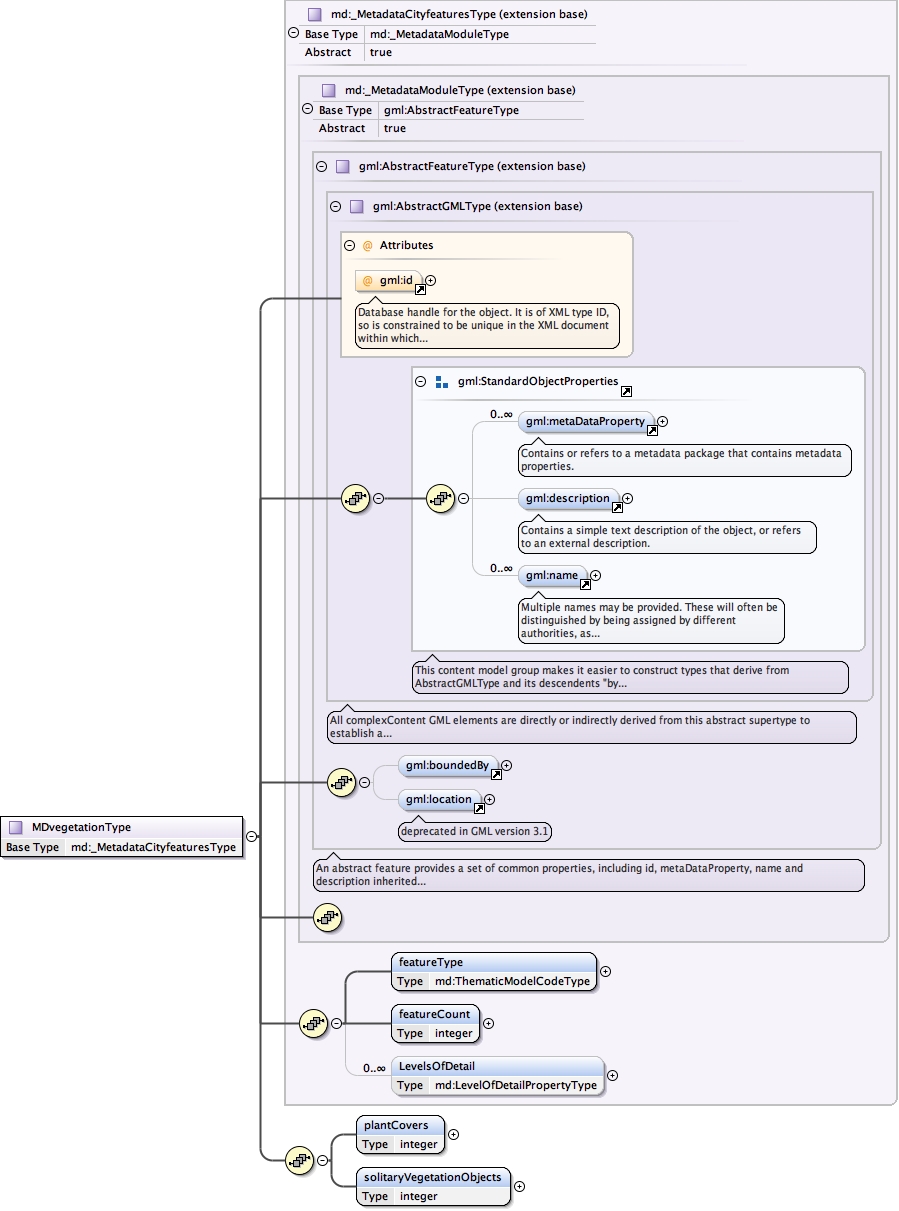 md:_MetadataCityfeaturesType (extension base)
Base Type md:_MetadataModuleType
Abstract true
md:_MetadataModuleType (extension base)
Base Type gml:AbstractFeatureType
Abstract true
gml:AbstractFeatureType (extension base)
gml:AbstractGMLType (extension base)
@ Attributes
@ gml:id
Database handle for the object. It is of XML type ID,
so is constrained to be unique in the XML document
within which...
gml:StandardObjectProperties
0..∞
gml:metaDataProperty
Contains or refers to a metadata package that contains metadata
properties.
gml:description
Contains a simple text description of the object, or refers
to an external description.
0..∞
gml:name
Multiple names may be provided. These will often be
distinguished by being assigned by different
authorities, as...
This content model group makes it easier to construct types that derive from
AbstractGMLType and its descendents "by...
All complexContent GML elements are directly or indirectly derived from this abstract supertype to
establish a...
gml:boundedBy
gml:location
deprecated in GML version 3.1
MDvegetationType
Base Type md:_MetadataCityfeaturesType
An abstract feature provides a set of common properties, including id, metaDataProperty, name and
description inherited...
featureType
Type md:ThematicModelCodeType
featureCount
Type integer
0..∞
LevelsOfDetail
Type md:LevelOfDetailPropertyType
plantCovers
Type integer
solitaryVegetationObjects
Type integer